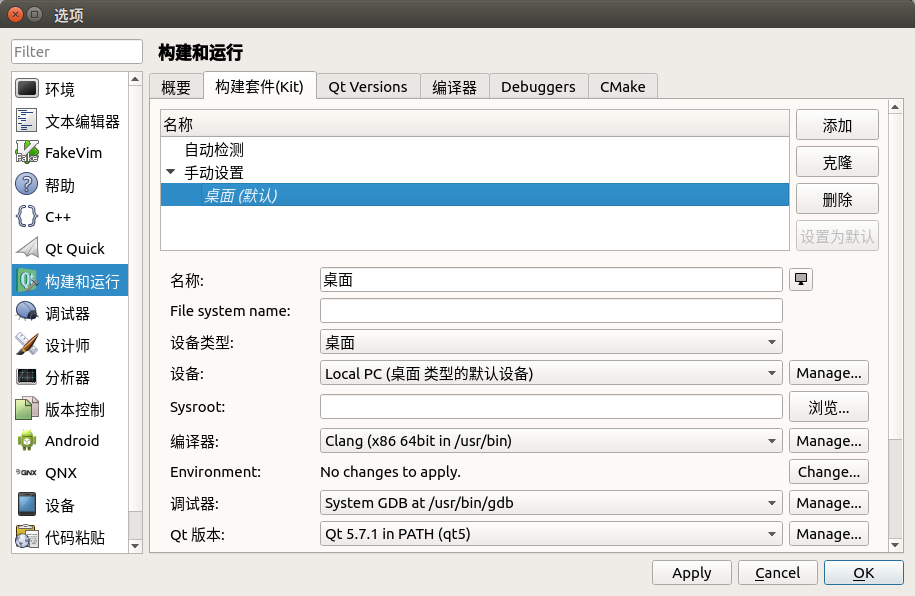 选项
Filter
环境
文本编辑器
FakeVim
帮助
C++
Qt Quick
构建和运行
调试器
设计师
分析器
版本控制
Android
QNX
设备
代码粘贴
构建和运行
概要 构建套件(Kit) Qt Versions 编译器 Debuggers CMake
名称
自动检测
手动设置
桌面 (默认)
添加
克隆
删除
设置为默认
名称: 桌面
File system name:
设备类型: 桌面
设备: Local PC (桌面 类型的默认设备) Manage...
Sysroot: 浏览...
编译器: Clang (x86 64bit in /usr/bin) Manage...
Environment: No changes to apply. Change...
调试器: System GDB at /usr/bin/gdb Manage...
Qt 版本: Qt 5.7.1 in PATH (qt5) Manage...
Apply Cancel OK